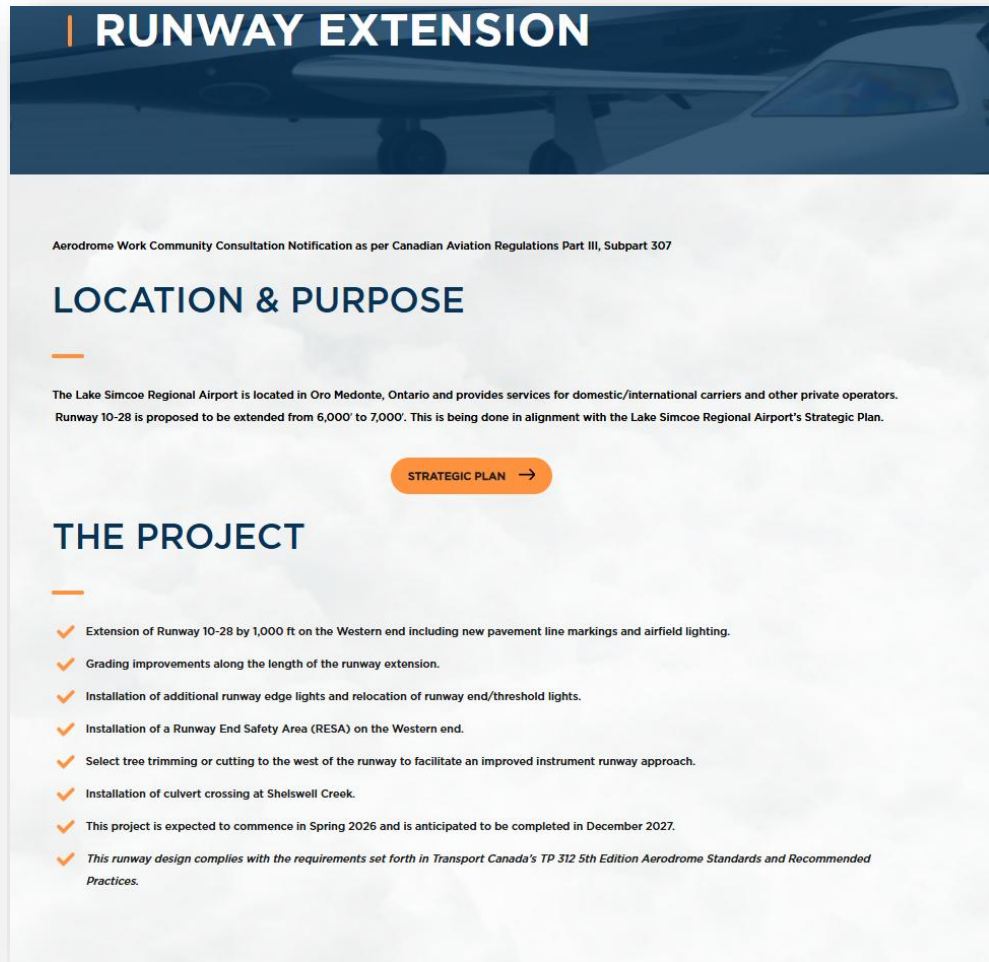 RUNWAY EXTENSION
Aerodrome Work Community Consultation Notification as per Canadian Aviation Regulations Part III, Subpart 307
LOCATION & PURPOSE
The Lake Simcoe Regional Airport is located in Oro Medonte, Ontario and provides services for domestic/international carriers and other private operators.
Runway 10-28 is proposed to be extended from 6,000' to 7,000'. This is being done in alignment with the Lake Simcoe Regional Airport's Strategic Plan.
STRATEGIC PLAN →
THE PROJECT
Extension of Runway 10-28 by 1,000 ft on the Western end including new pavement line markings and airfield lighting.
Grading improvements along the length of the runway extension.
Installation of additional runway edge lights and relocation of runway end/threshold lights.
Installation of a Runway End Safety Area (RESA) on the Western end.
Select tree trimming or cutting to the west of the runway to facilitate an improved instrument runway approach.
Installation of culvert crossing at Shelswell Creek.
This project is expected to commence in Spring 2026 and is anticipated to be completed in December 2027.
This runway design complies with the requirements set forth in Transport Canada's TP 312 5th Edition Aerodrome Standards and Recommended
Practices.